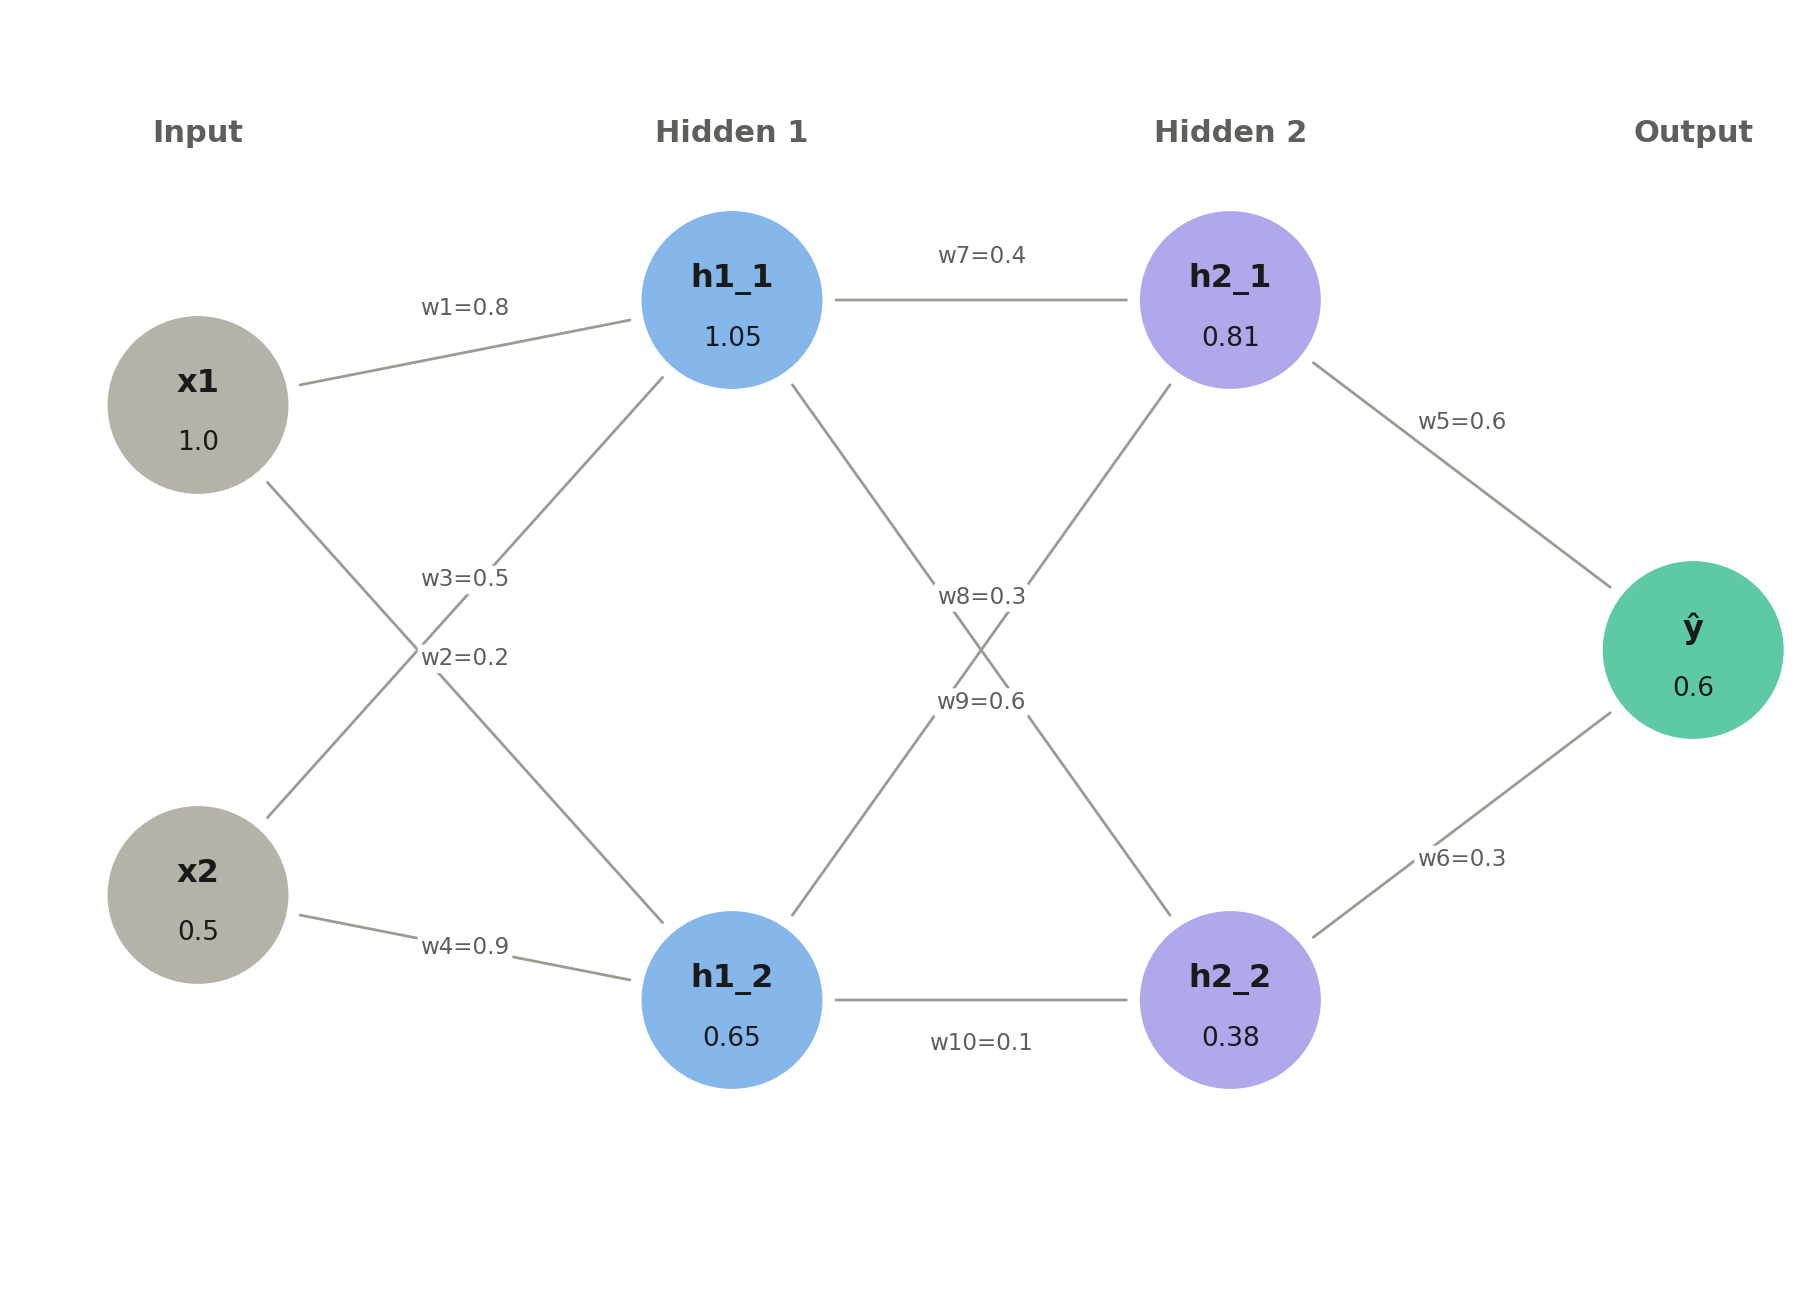 Input
Hidden 1
Hidden 2
Output
x1
1.0
x2
0.5
w1=0.8
w3=0.5
w2=0.2
w4=0.9
h1_1
1.05
h1_2
0.65
w7=0.4
w8=0.3
w9=0.6
w10=0.1
h2_1
0.81
h2_2
0.38
w5=0.6
w6=0.3
ŷ
0.6